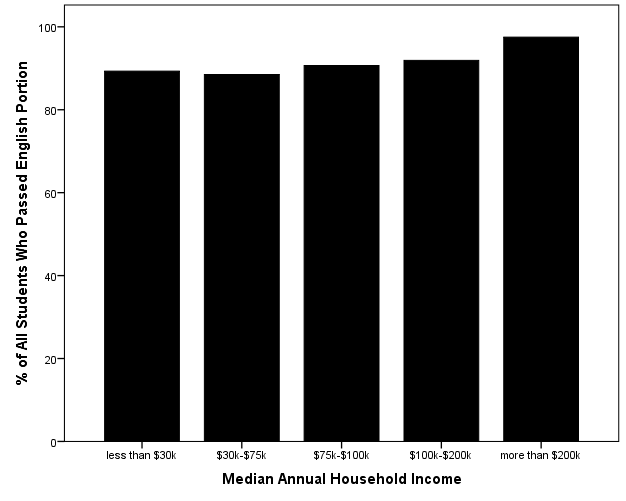 % of All Students Who Passed English Portion
100
80
60
40
20
0
less than $30k
$30k-$75k
$75k-$100k
$100k-$200k
more than $200k
Median Annual Household Income